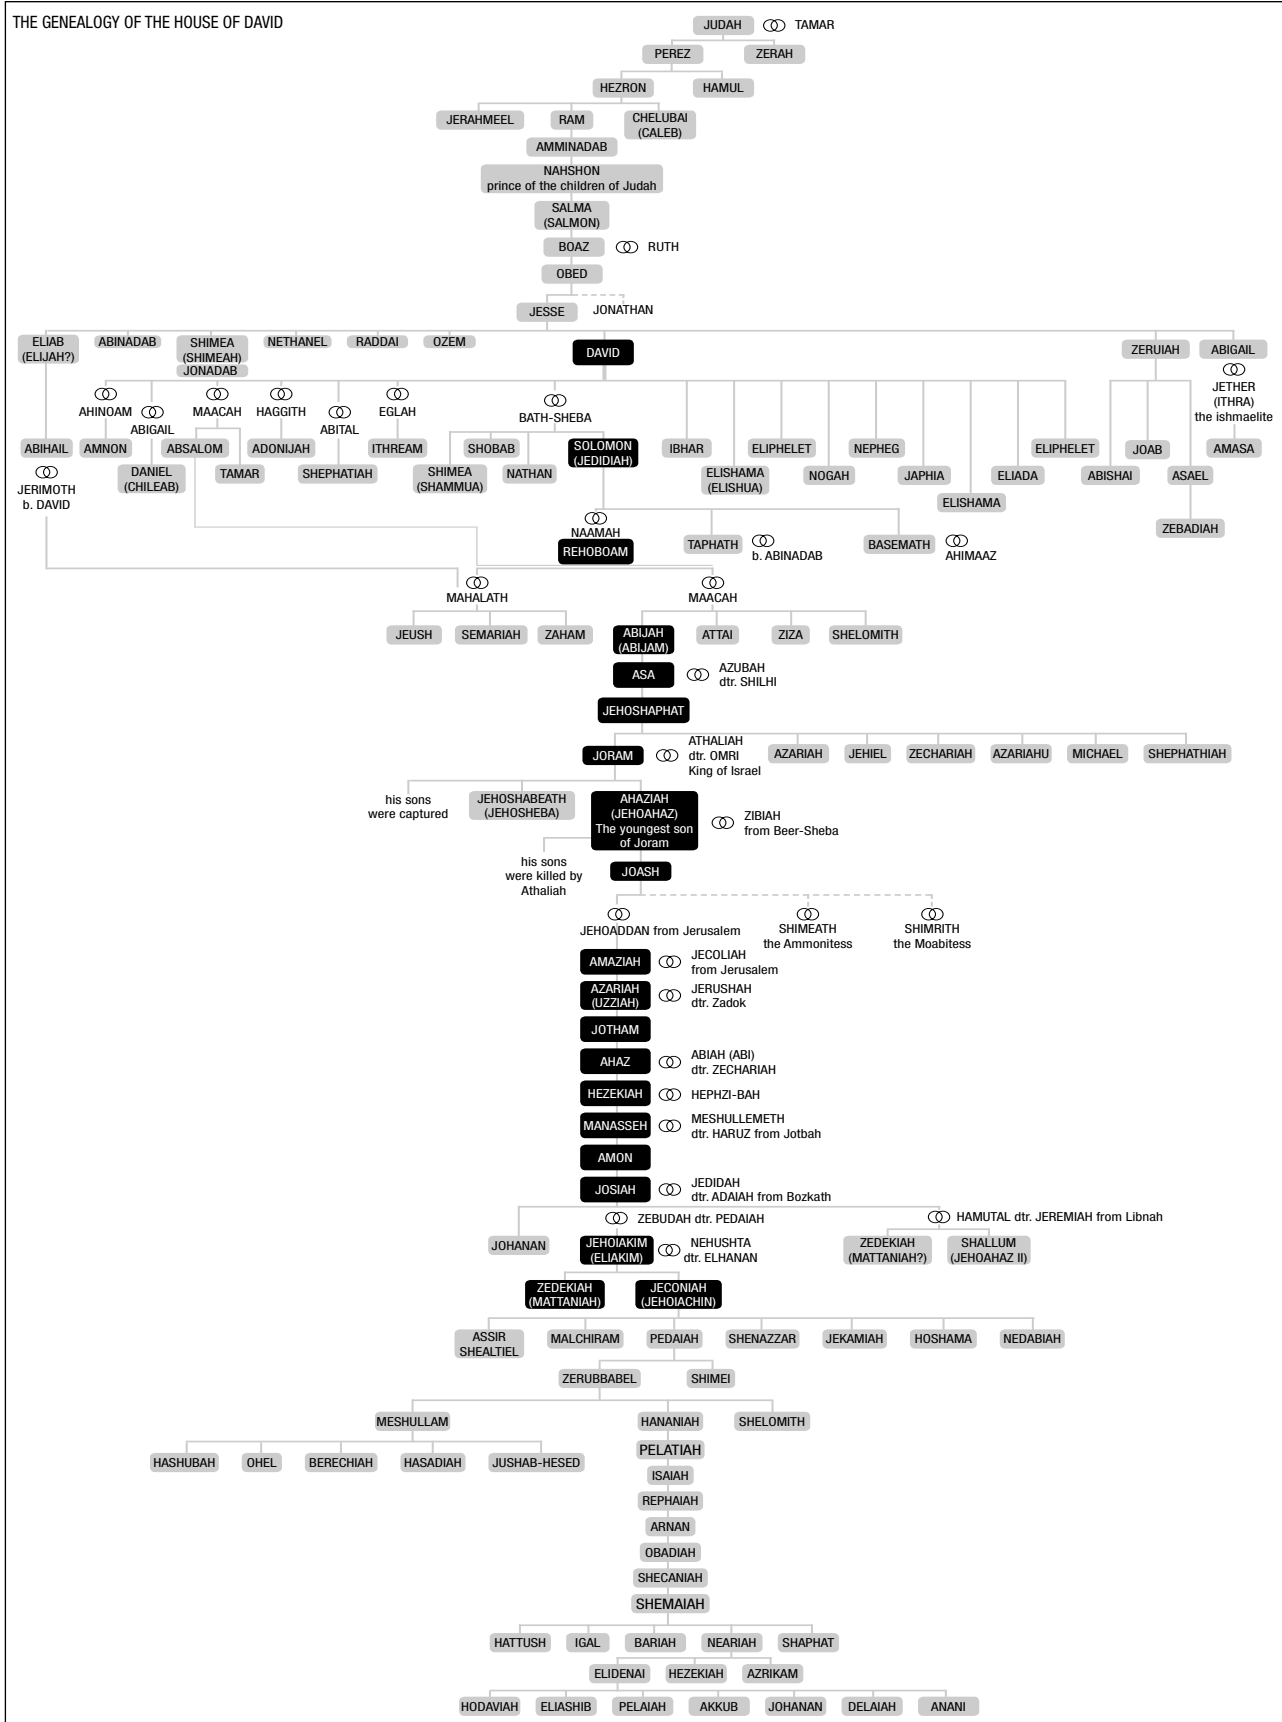 THE GENEALOGY OF THE HOUSE OF DAVID
JUDAH TAMAR
PEREZ ZERAH
HEZRON HAMUL
JERAHMEEL RAM CHELUBAI
(CALEB)
AMMINADAB
NAHSHON
prince of the children of Judah
SALMA
(SALMON)
BOAZ RUTH
OBED
JESSE JONATHAN
ELIAB
(ELIJAH?)
ABINADAB
SHIMEA
(SHIMEAH)
JONADAB
NETHANEL
RADDAI
OZEM
DAVID
ZERUIAH
ABIGAIL
JETHER
(ITHRA)
the ishmaelite
AHINOAM
ABIGAIL
MAACAH
HAGGITH
ABITAL
EGLAH
BATH-SHEBA
ABIHAIL
AMNON
DANIEL
(CHILEAB)
ABSALOM
TAMAR
ADONIJAH
SHEPHATIAH
ITHREAM
SHIMEA
(SHAMMUA)
SHOBAB
NATHAN
SOLOMON
(JEDIDIAH)
IBHAR
ELISHAMA
(ELISHUA)
ELIPHELET
NOGAH
NEPHEG
JAPHIA
ELISHAMA
ELIADA
ELIPHELET
ABISHAI
JOAB
ASAEL
AMASA
ZEBADIAH
JERIMOTH
b. DAVID
NAAMAH
REHOBOAM
TAPHATH
b. ABINADAB
BASEMATH
AHIMAAZ
MAHALATH
MAACAH
JEUSH SEMARIAH ZAHAM
ABIJAH
(ABIJAM)
ATTAI ZIZA SHELOMITH
ASA
AZUBAH
dtr. SHILHI
JEHOSHAPHAT
JORAM
ATHALIAH
dtr. OMRI
King of Israel
AZARIAH JEHIEL ZECHARIAH AZARIAHU MICHAEL SHEPHATHIAH
his sons
were captured
JEHOSHABEATH
(JEHOSHEBA)
AHAZIAH
(JEHOAHAZ)
The youngest son
of Joram
ZIBIAH
from Beer-Sheba
his sons
were killed by
Athaliah
JOASH
JEHOADDAN from Jerusalem
SHIMEATH
the Ammonitess
SHIMRITH
the Moabitess
AMAZIAH
JECOLIAH
from Jerusalem
AZARIAH
(UZZIAH)
JERUSHAH
dtr. Zadok
JOTHAM
AHAZ
ABIAH (ABI)
dtr. ZECHARIAH
HEZEKIAH
HEPHZI-BAH
MANASSEH
MESHULLEMETH
dtr. HARUZ from Jotbah
AMON
JOSIAH
JEDIDAH
dtr. ADAIAH from Bozkath
ZEBUDAH dtr. PEDAIAH
HAMUTAL dtr. JEREMIAH from Libnah
JOHANAN
JEHOIAKIM
(ELIAKIM)
NEHUSHTA
dtr. ELHANAN
ZEDEKIAH
(MATTANIAH?)
SHALLUM
(JEHOAHAZ II)
ZEDEKIAH
(MATTANIAH)
JECONIAH
(JEHOIACHIN)
ASSIR
SHEALTIEL
MALCHIRAM PEDAIAH SHENAZZAR JEKAMIAH HOSHAMA NEDABIAH
ZERUBBABEL SHIMEI
MESHULLAM HANANIAH SHELOMITH
HASHUBAH OHEL BERECHIAH HASADIAH JUSHAB-HESED
PELATIAH
ISAIAH
REPHAIAH
ARNAN
OBADIAH
SHECANIAH
SHEMAIAH
HATTUSH IGAL BARIAH NEARIAH SHAPHAT
ELIDENAI HEZEKIAH AZRIKAM
HODAVIAH ELIASHIB PELAIAH AKKUB JOHANAN DELAIAH ANANI